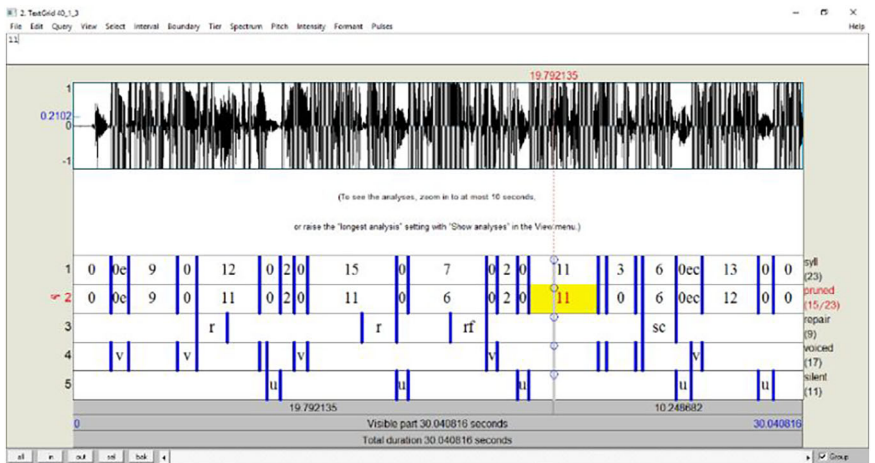 2. TextGrid 40_1_3
File Edit Query View Select Interval Boundary Tier Spectrum Pitch Intensity Formant Pulses Help
11
19.792135
1
0.2102
0
-1
(To see the analyses, zoom in to at most 10 seconds,
or raise the "longest analysis" setting with "Show analyses" in the View menu.)
1 0 0e 9 0 12 0 2 0 15 0 7 0 2 0 11 3 6 0ec 13 0 0 syll (23)
2 0 0e 9 0 11 0 2 0 11 0 6 0 2 0 11 0 6 0ec 12 0 0 pruned (15/23)
3 r r rf sc repair (9)
4 v v v v v voiced (17)
5 u u u u u silent (11)
19.792135 10.248682
0 Visible part 30.040816 seconds 30.040816
Total duration 30.040816 seconds
all in out sel bak Group